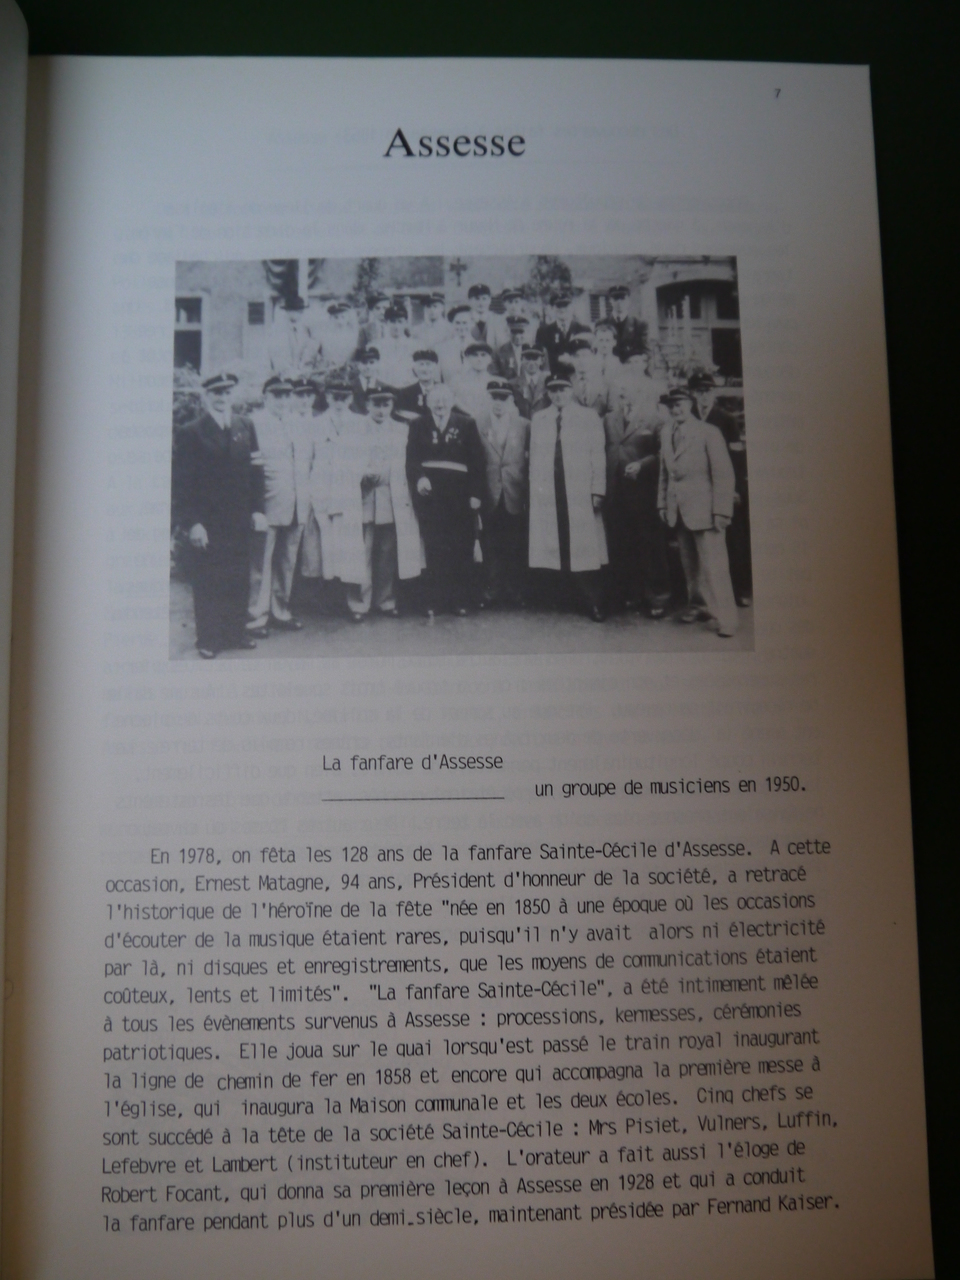 7
Assesse
La fanfare d'Assesse
un groupe de musiciens en 1950.
En 1978, on fêta les 128 ans de la fanfare Sainte-Cécile d'Assesse. A cette
occasion, Ernest Matagne, 94 ans, Président d'honneur de la société, a retracé
l'historique de l'héroïne de la fête "née en 1850 à une époque où les occasions
d'écouter de la musique étaient rares, puisqu'il n'y avait alors ni électricité
par là, ni disques et enregistrements, que les moyens de communications étaient
coûteux, lents et limités". "La fanfare Sainte-Cécile", a été intimement mêlée
à tous les évènements survenus à Assesse : processions, kermesses, cérémonies
patriotiques. Elle joua sur le quai lorsqu'est passé le train royal inaugurant
la ligne de chemin de fer en 1858 et encore qui accompagna la première messe à
l'église, qui inaugura la Maison communale et les deux écoles. Cinq chefs se
sont succédé à la tête de la société Sainte-Cécile : Mrs Pisiet, Vulners, Luffin,
Lefebvre et Lambert (instituteur en chef). L'orateur a fait aussi l'éloge de
Robert Focant, qui donna sa première leçon à Assesse en 1928 et qui a conduit
la fanfare pendant plus d'un demi-siècle, maintenant présidée par Fernand Kaiser.